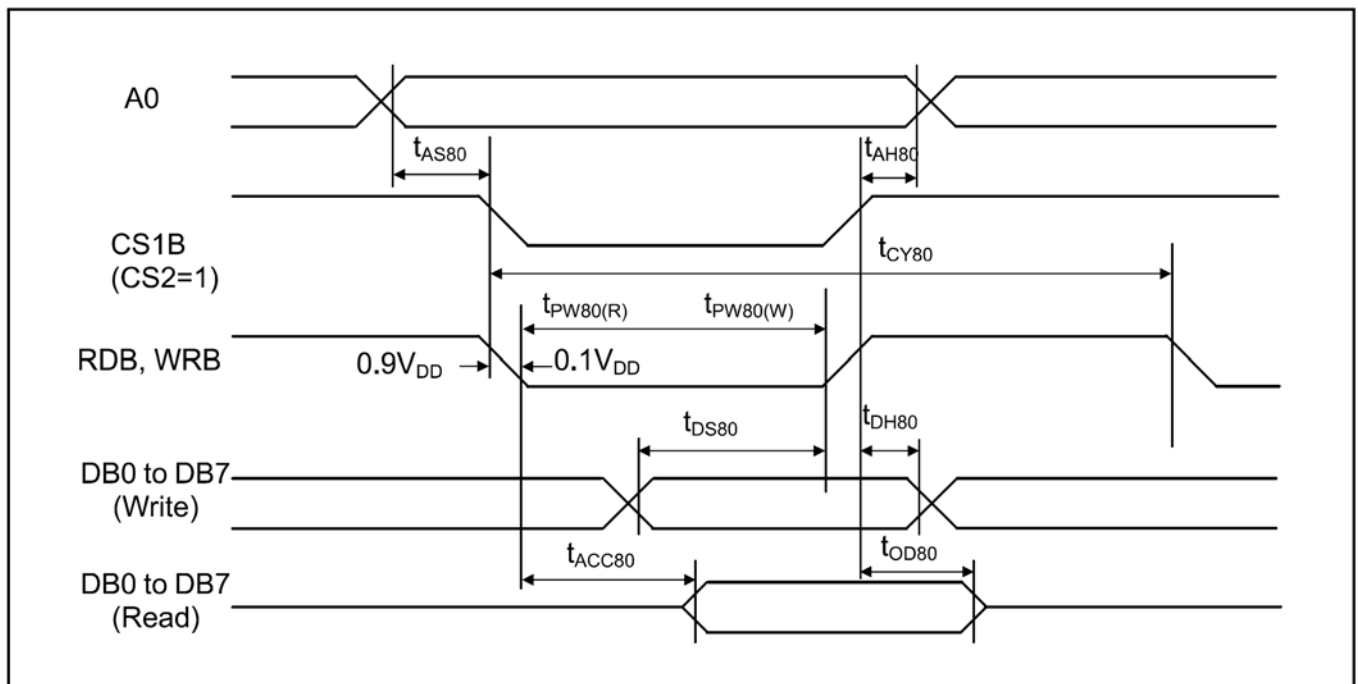 A0
tAS80
tAH80
CS1B
(CS2=1)
tCY80
tPW80(R)
tPW80(W)
RDB, WRB
0.9VDD
0.1VDD
tDS80
tDH80
DB0 to DB7
(Write)
tACC80
tOD80
DB0 to DB7
(Read)